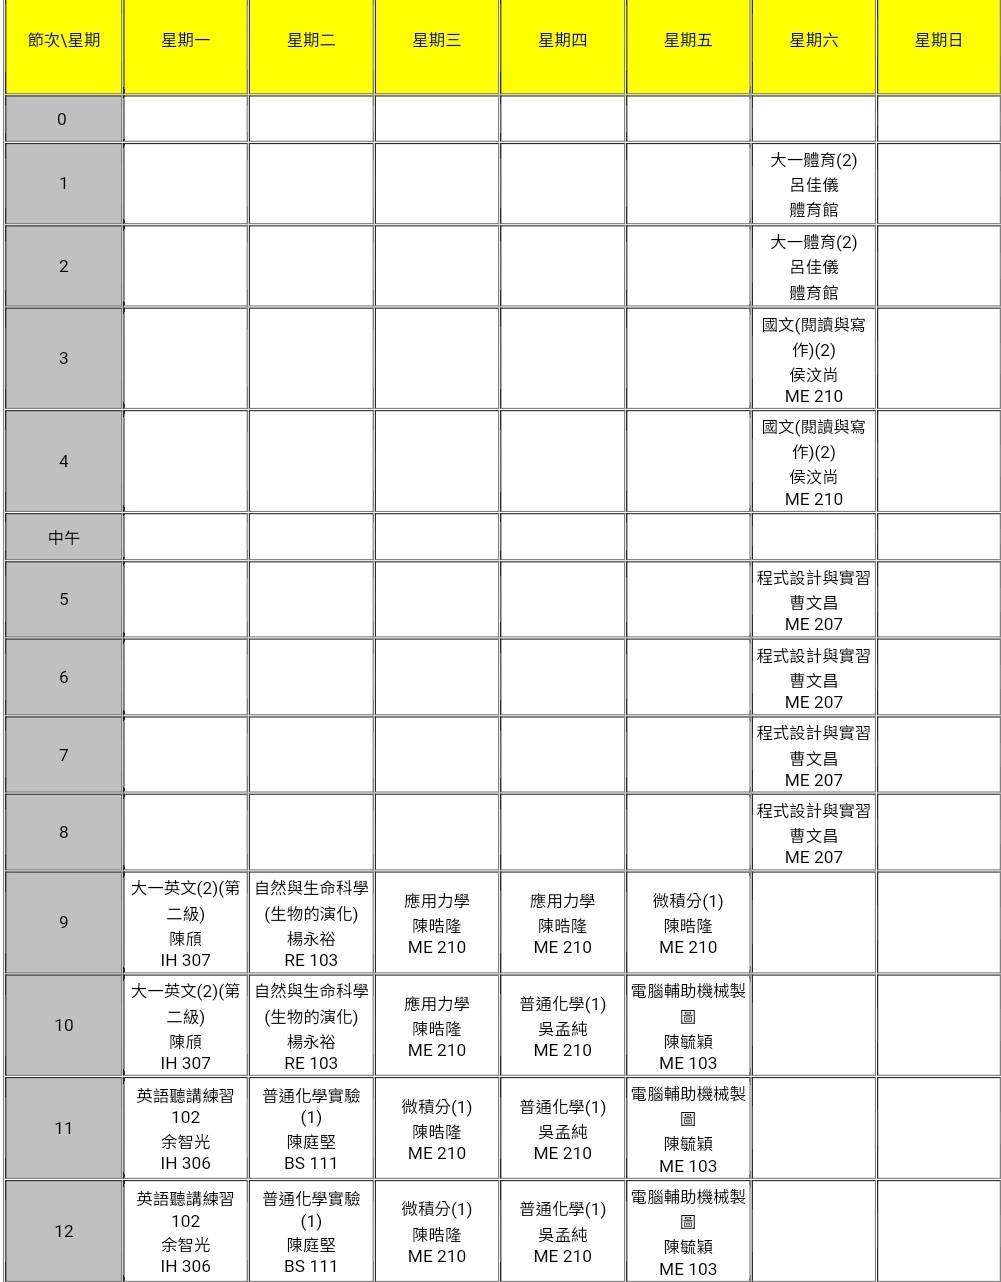 節次\星期 星期一 星期二 星期三 星期四 星期五 星期六 星期日
0
1
大一體育(2)
呂佳儀
體育館
2
大一體育(2)
呂佳儀
體育館
3
國文(閱讀與寫
作)(2)
侯汶尚
ME 210
4
國文(閱讀與寫
作)(2)
侯汶尚
ME 210
中午
5
程式設計與實習
曹文昌
ME 207
6
程式設計與實習
曹文昌
ME 207
7
程式設計與實習
曹文昌
ME 207
8
程式設計與實習
曹文昌
ME 207
9
大一英文(2)(第
二級)
陳頎
IH 307
自然與生命科學
(生物的演化)
楊永裕
RE 103
應用力學
陳晧隆
ME 210
應用力學
陳晧隆
ME 210
微積分(1)
陳晧隆
ME 210
10
大一英文(2)(第
二級)
陳頎
IH 307
自然與生命科學
(生物的演化)
楊永裕
RE 103
應用力學
陳晧隆
ME 210
普通化學(1)
吳孟純
ME 210
電腦輔助機械製
圖
陳毓穎
ME 103
11
英語聽講練習
102
余智光
IH 306
普通化學實驗
(1)
陳庭堅
BS 111
微積分(1)
陳晧隆
ME 210
普通化學(1)
吳孟純
ME 210
電腦輔助機械製
圖
陳毓穎
ME 103
12
英語聽講練習
102
余智光
IH 306
普通化學實驗
(1)
陳庭堅
BS 111
微積分(1)
陳晧隆
ME 210
普通化學(1)
吳孟純
ME 210
電腦輔助機械製
圖
陳毓穎
ME 103